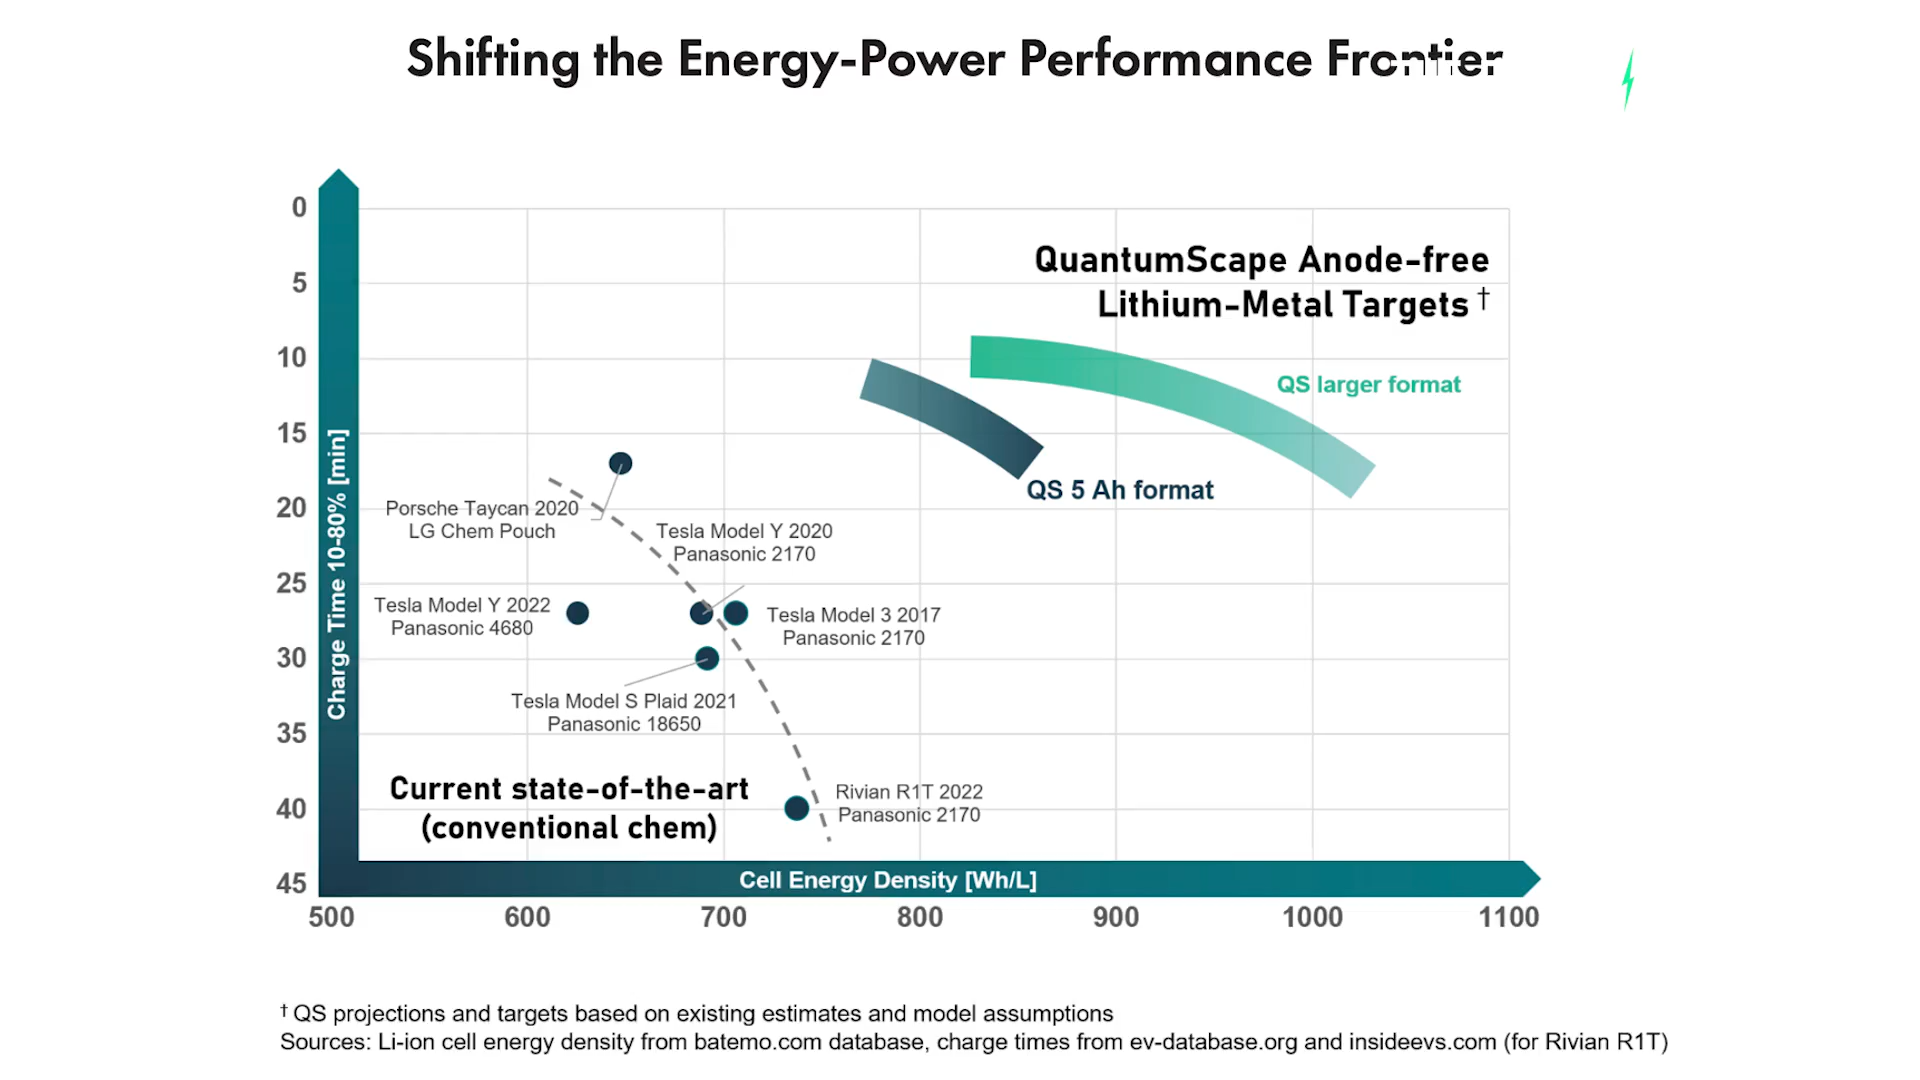 Shifting the Energy-Power Performance Frontier
0
5
10
15
20
25
30
35
40
45
Charge Time 10-80% [min]
QuantumScape Anode-free
Lithium-Metal Targets †
QS larger format
QS 5 Ah format
Porsche Taycan 2020
LG Chem Pouch
Tesla Model Y 2020
Panasonic 2170
Tesla Model Y 2022
Panasonic 4680
Tesla Model 3 2017
Panasonic 2170
Tesla Model S Plaid 2021
Panasonic 18650
Current state-of-the-art
(conventional chem)
Rivian R1T 2022
Panasonic 2170
Cell Energy Density [Wh/L]
500 600 700 800 900 1000 1100
† QS projections and targets based on existing estimates and model assumptions
Sources: Li-ion cell energy density from batemo.com database, charge times from ev-database.org and insideevs.com (for Rivian R1T)